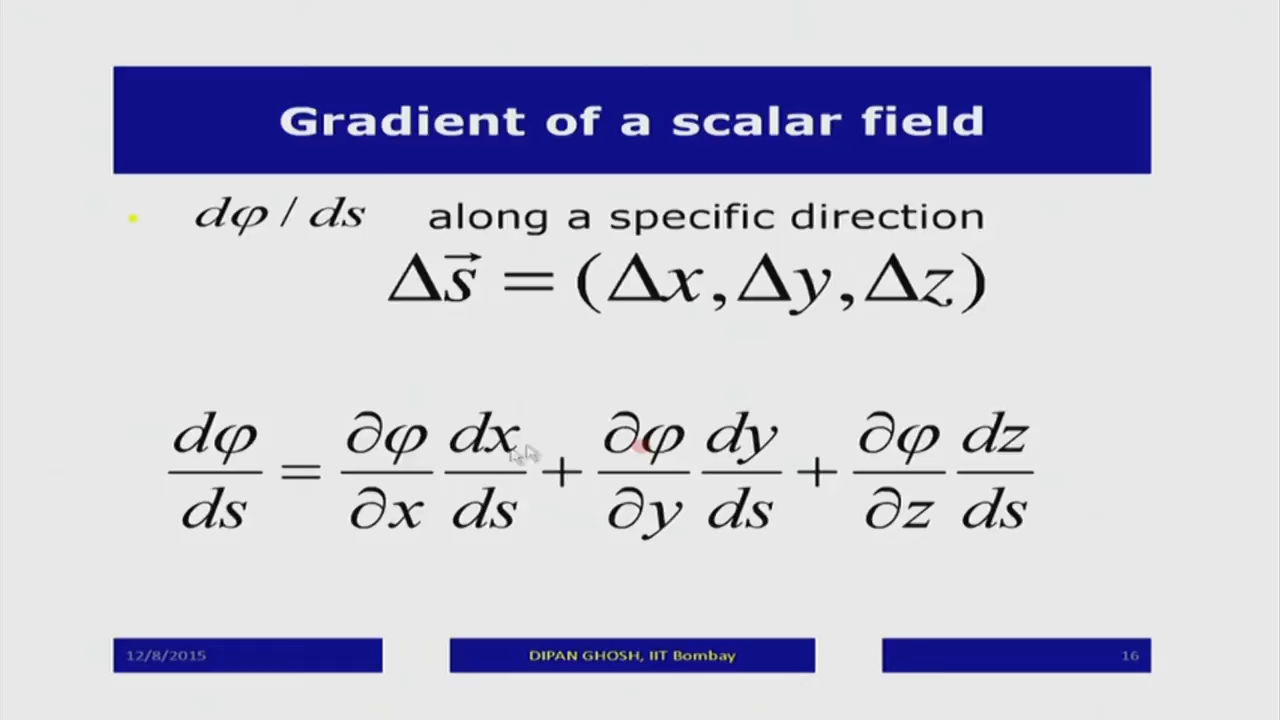 Gradient of a scalar field
• dφ / ds along a specific direction
Δs⃗ = (Δx, Δy, Δz)
dφ/ds = ∂φ/∂x dx/ds + ∂φ/∂y dy/ds + ∂φ/∂z dz/ds
12/8/2015 DIPAN GHOSH, IIT Bombay 16